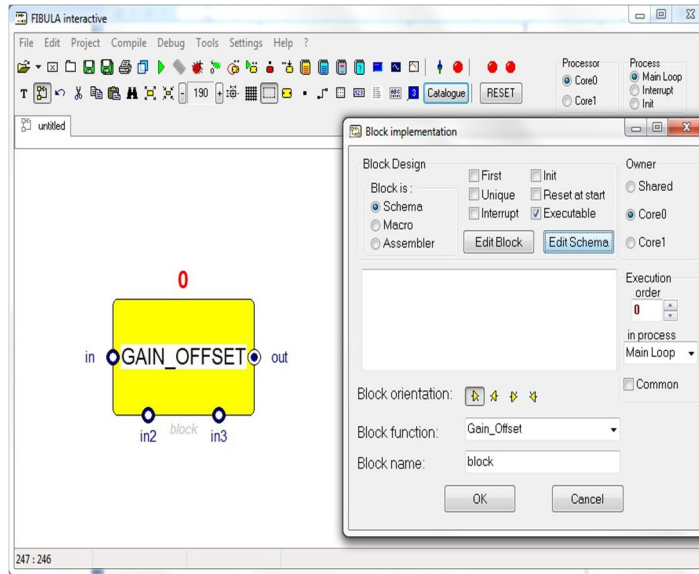 FIBULA interactive
File Edit Project Compile Debug Tools Settings Help ?
Processor
Core0
Core1
Process
Main Loop
Interrupt
Init
T
190
ABC
Catalogue
RESET
untitled
0
in
GAIN_OFFSET
out
in2
block
in3
247 : 246
Block implementation
Block Design
Block is :
Schema
Macro
Assembler
First
Init
Unique
Reset at start
Interrupt
Executable
Edit Block
Edit Schema
Owner
Shared
Core0
Core1
Execution
order
0
in process
Main Loop
Common
Block orientation:
Block function:
Gain_Offset
Block name:
block
OK
Cancel